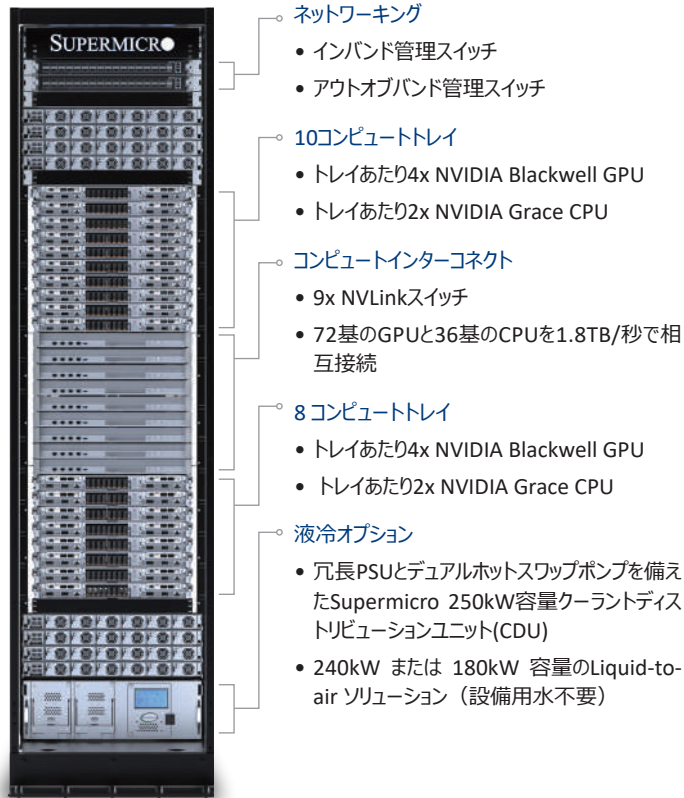 SUPERMICR
ネットワーキング
• インバンド管理スイッチ
• アウトオブバンド管理スイッチ
10コンピュートトレイ
• トレイあたり4x NVIDIA Blackwell GPU
• トレイあたり2x NVIDIA Grace CPU
コンピュートインターコネクト
• 9x NVLinkスイッチ
• 72基のGPUと36基のCPUを1.8TB/秒で相
互接続
8 コンピュートトレイ
• トレイあたり4x NVIDIA Blackwell GPU
• トレイあたり2x NVIDIA Grace CPU
液冷オプション
• 冗長PSUとデュアルホットスワップポンプを備え
たSupermicro 250kW容量クーラントディス
トリビューションユニット(CDU)
• 240kW または 180kW 容量のLiquid-to-
air ソリューション（設備用水不要）